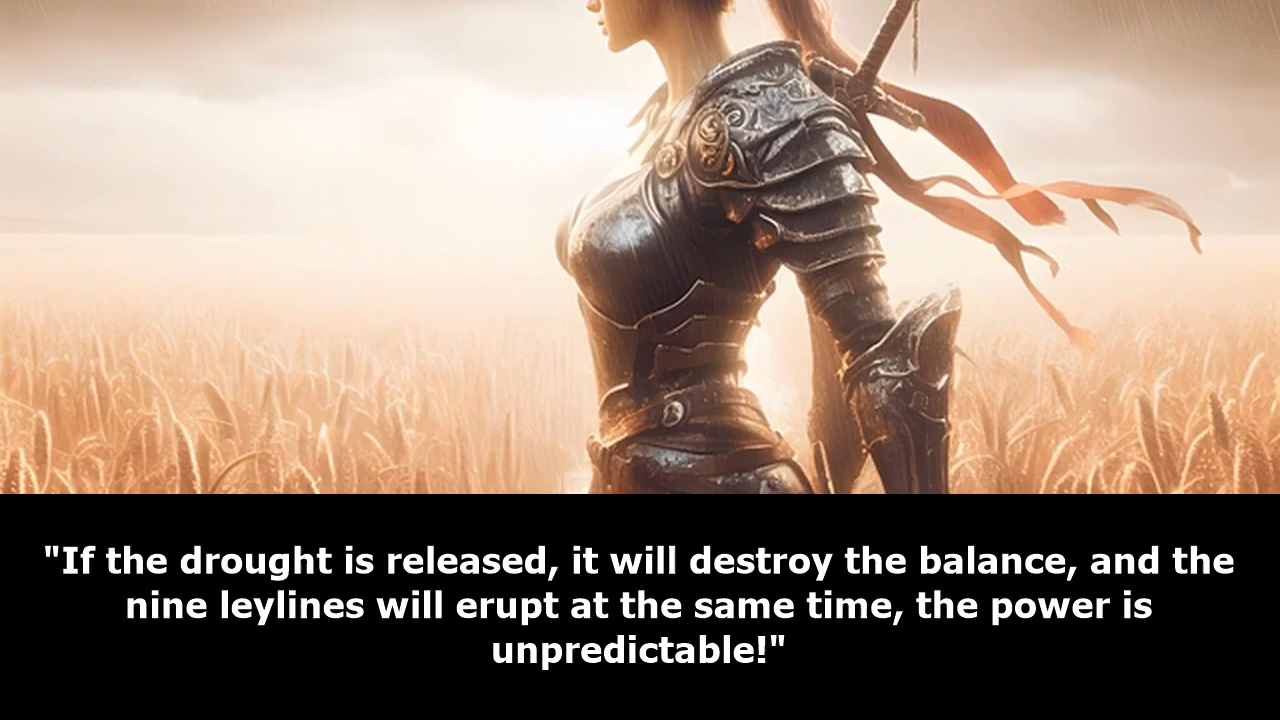 "If the drought is released, it will destroy the balance, and the
nine leylines will erupt at the same time, the power is
unpredictable!"